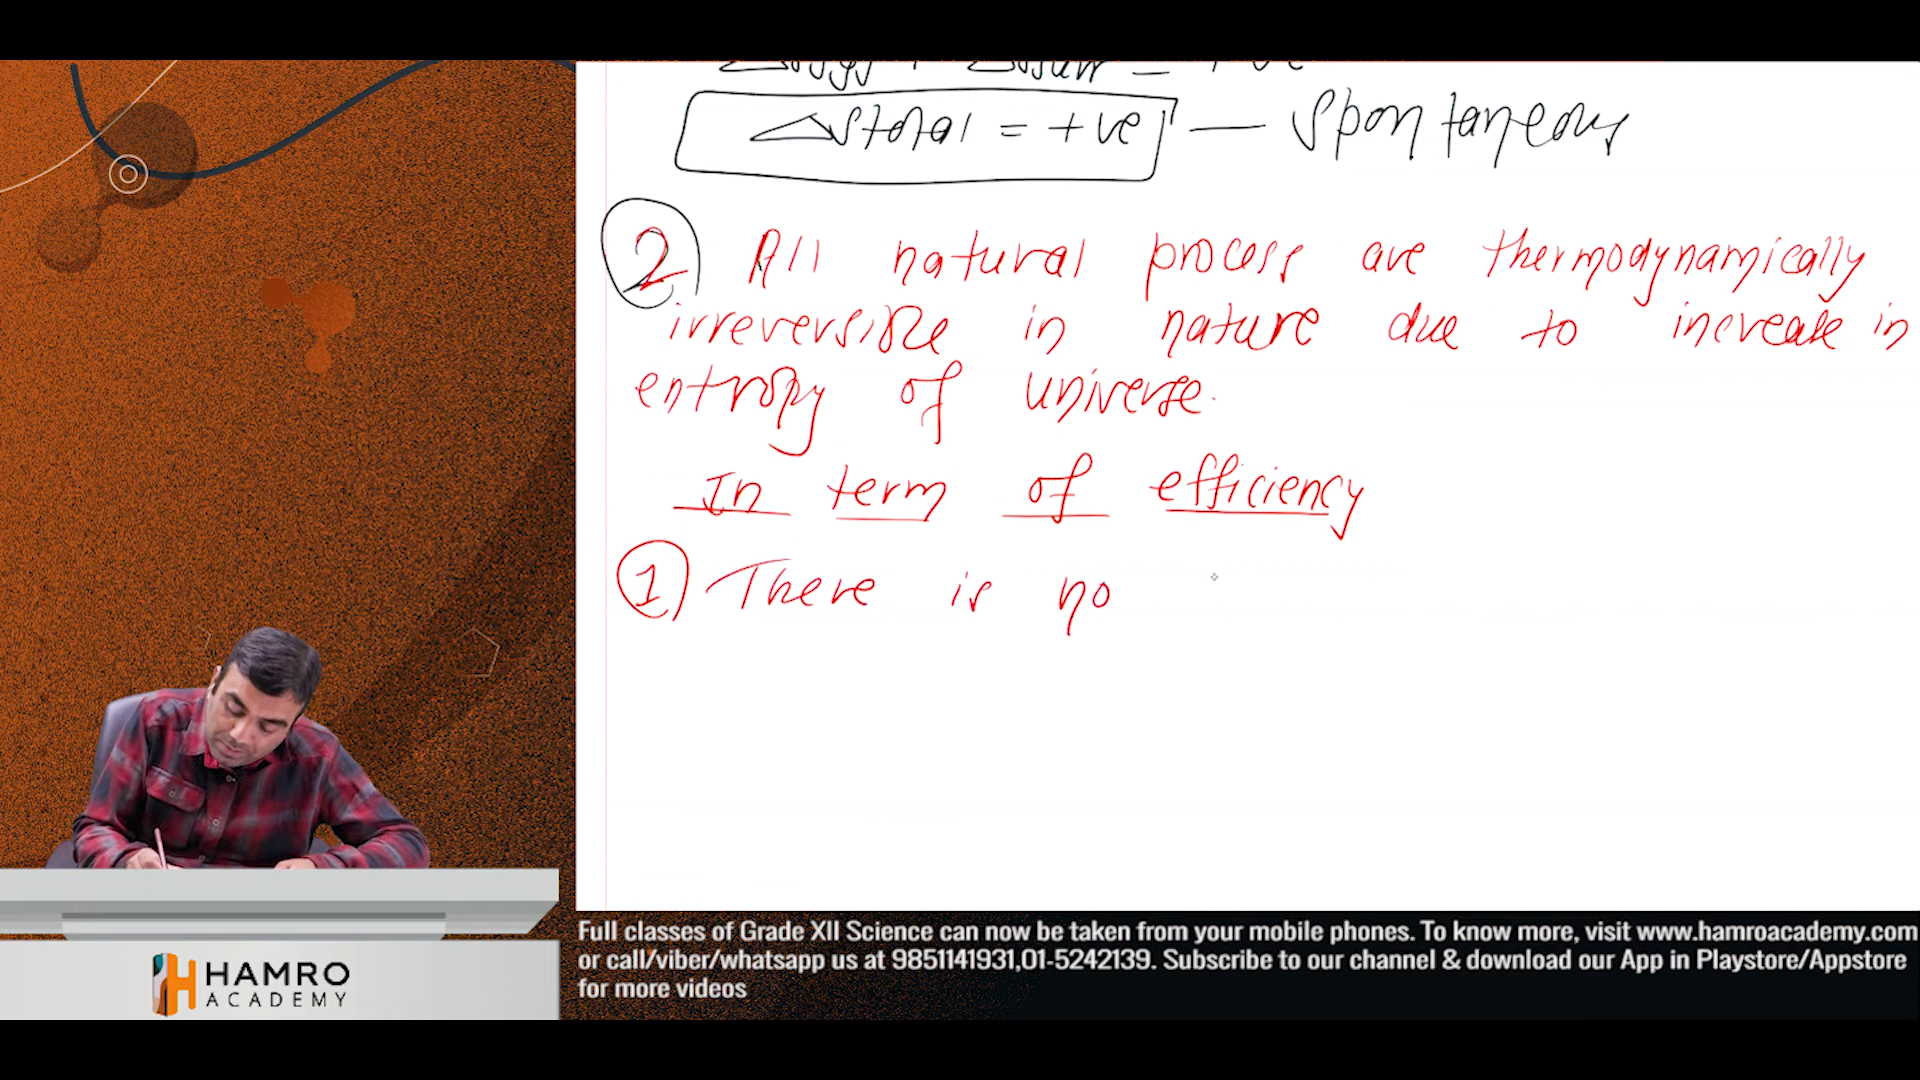 ΔSsys + ΔSsurr = +ve
ΔStotal = +ve — Spontaneous
2 All natural process are thermodynamically
irreversible in nature due to increase in
entropy of universe.
In term of efficiency
1 There is no
Full classes of Grade XII Science can now be taken from your mobile phones. To know more, visit www.hamroacademy.com
or call/viber/whatsapp us at 9851141931,01-5242139. Subscribe to our channel & download our App in Playstore/Appstore
for more videos
HAMRO
ACADEMY